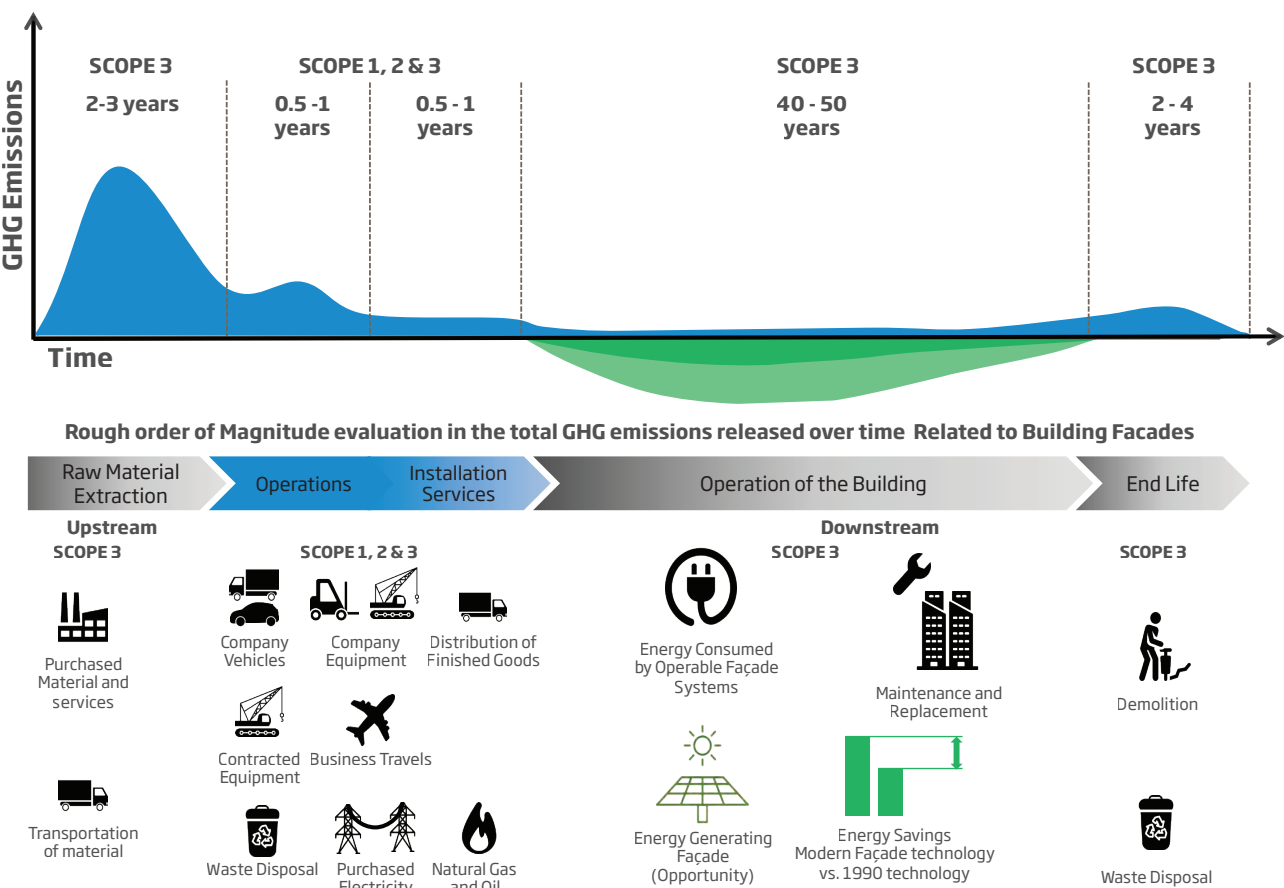 SCOPE 3
SCOPE 1, 2 & 3
SCOPE 3
SCOPE 3
2-3 years
0.5 -1
years
0.5 - 1
years
40 - 50
years
2 - 4
years
GHG Emissions
Time
Rough order of Magnitude evaluation in the total GHG emissions released over time Related to Building Facades
Raw Material
Extraction
Operations
Installation
Services
Operation of the Building
End Life
Upstream
SCOPE 3
SCOPE 1, 2 & 3
Downstream
SCOPE 3
SCOPE 3
Purchased
Material and
services
Transportation
of material
Company
Vehicles
Company
Equipment
Distribution of
Finished Goods
Contracted
Equipment
Business Travels
Waste Disposal
Purchased
Electricity
Natural Gas
and Oil
Energy Consumed
by Operable Façade
Systems
Maintenance and
Replacement
Energy Generating
Façade
(Opportunity)
Energy Savings
Modern Façade technology
vs. 1990 technology
Demolition
Waste Disposal